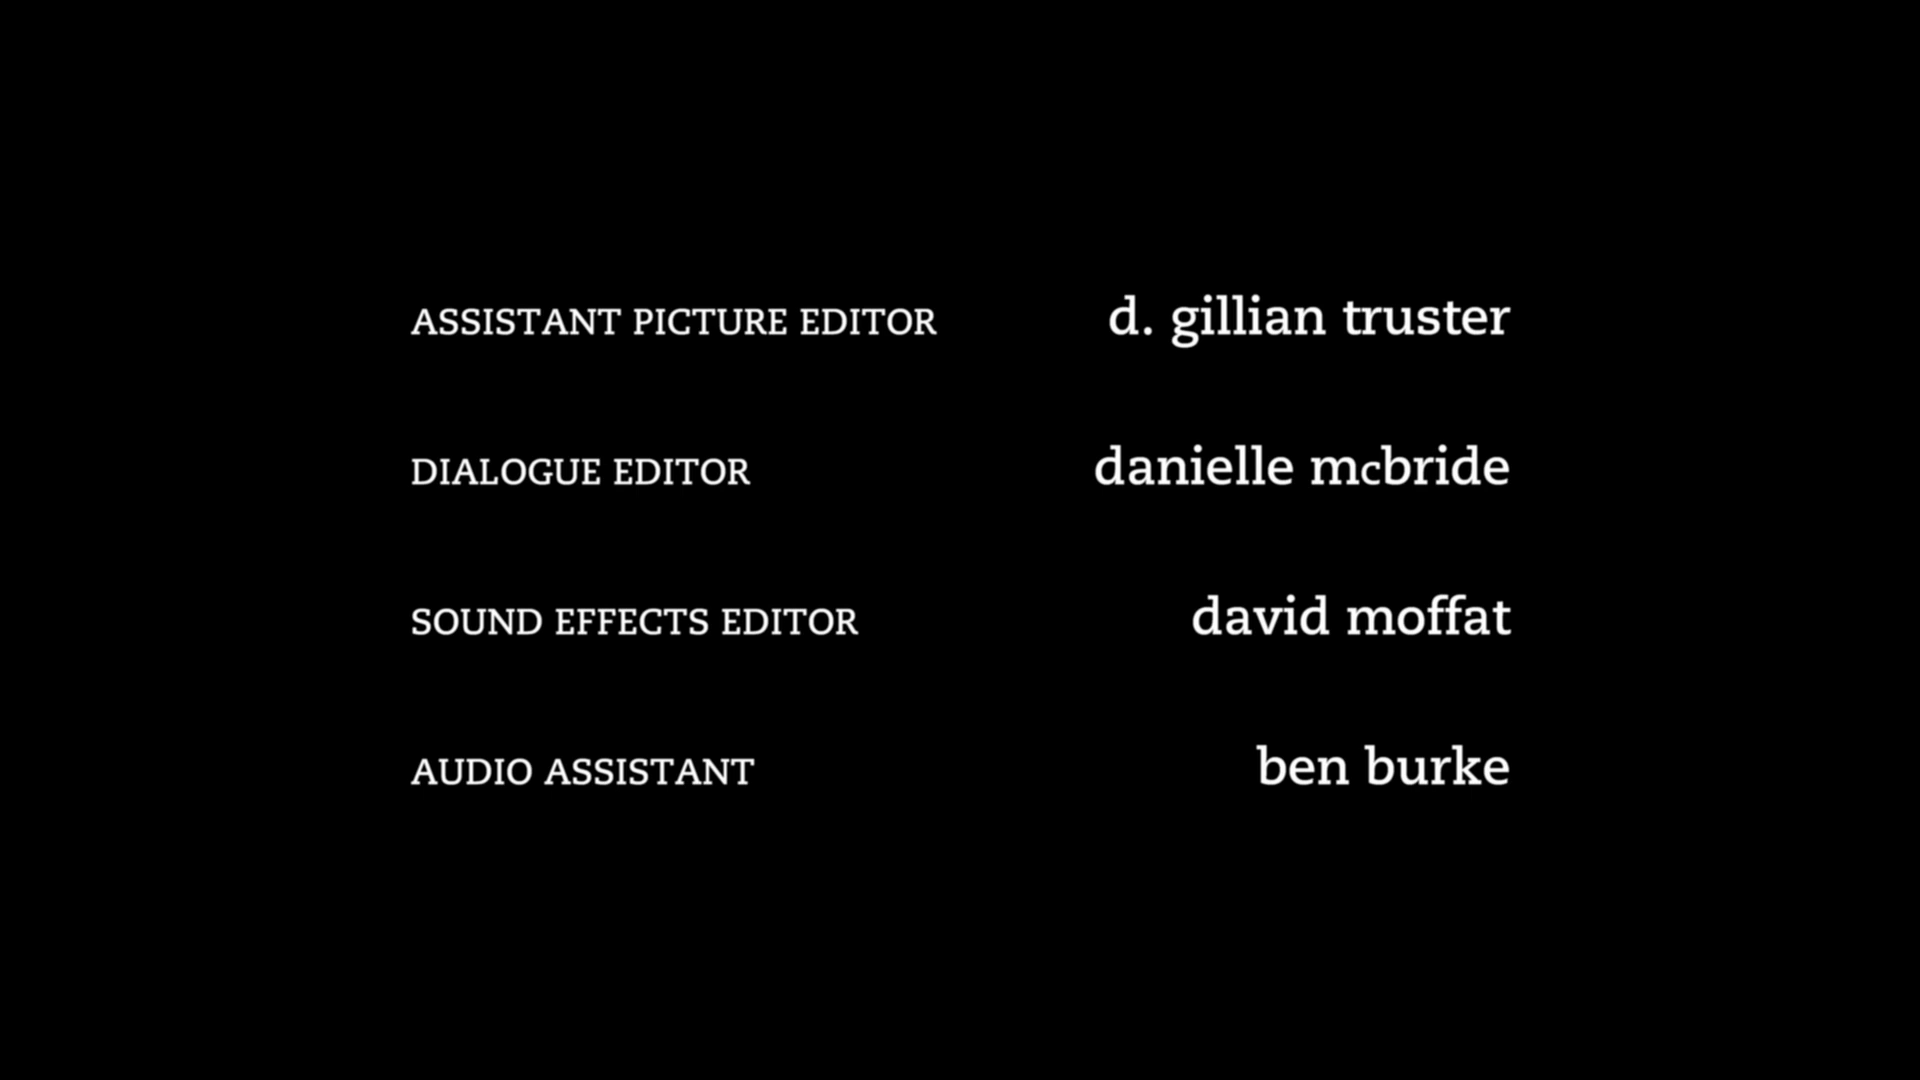 ASSISTANT PICTURE EDITOR d. gillian truster
DIALOGUE EDITOR danielle mcbride
SOUND EFFECTS EDITOR david moffat
AUDIO ASSISTANT ben burke